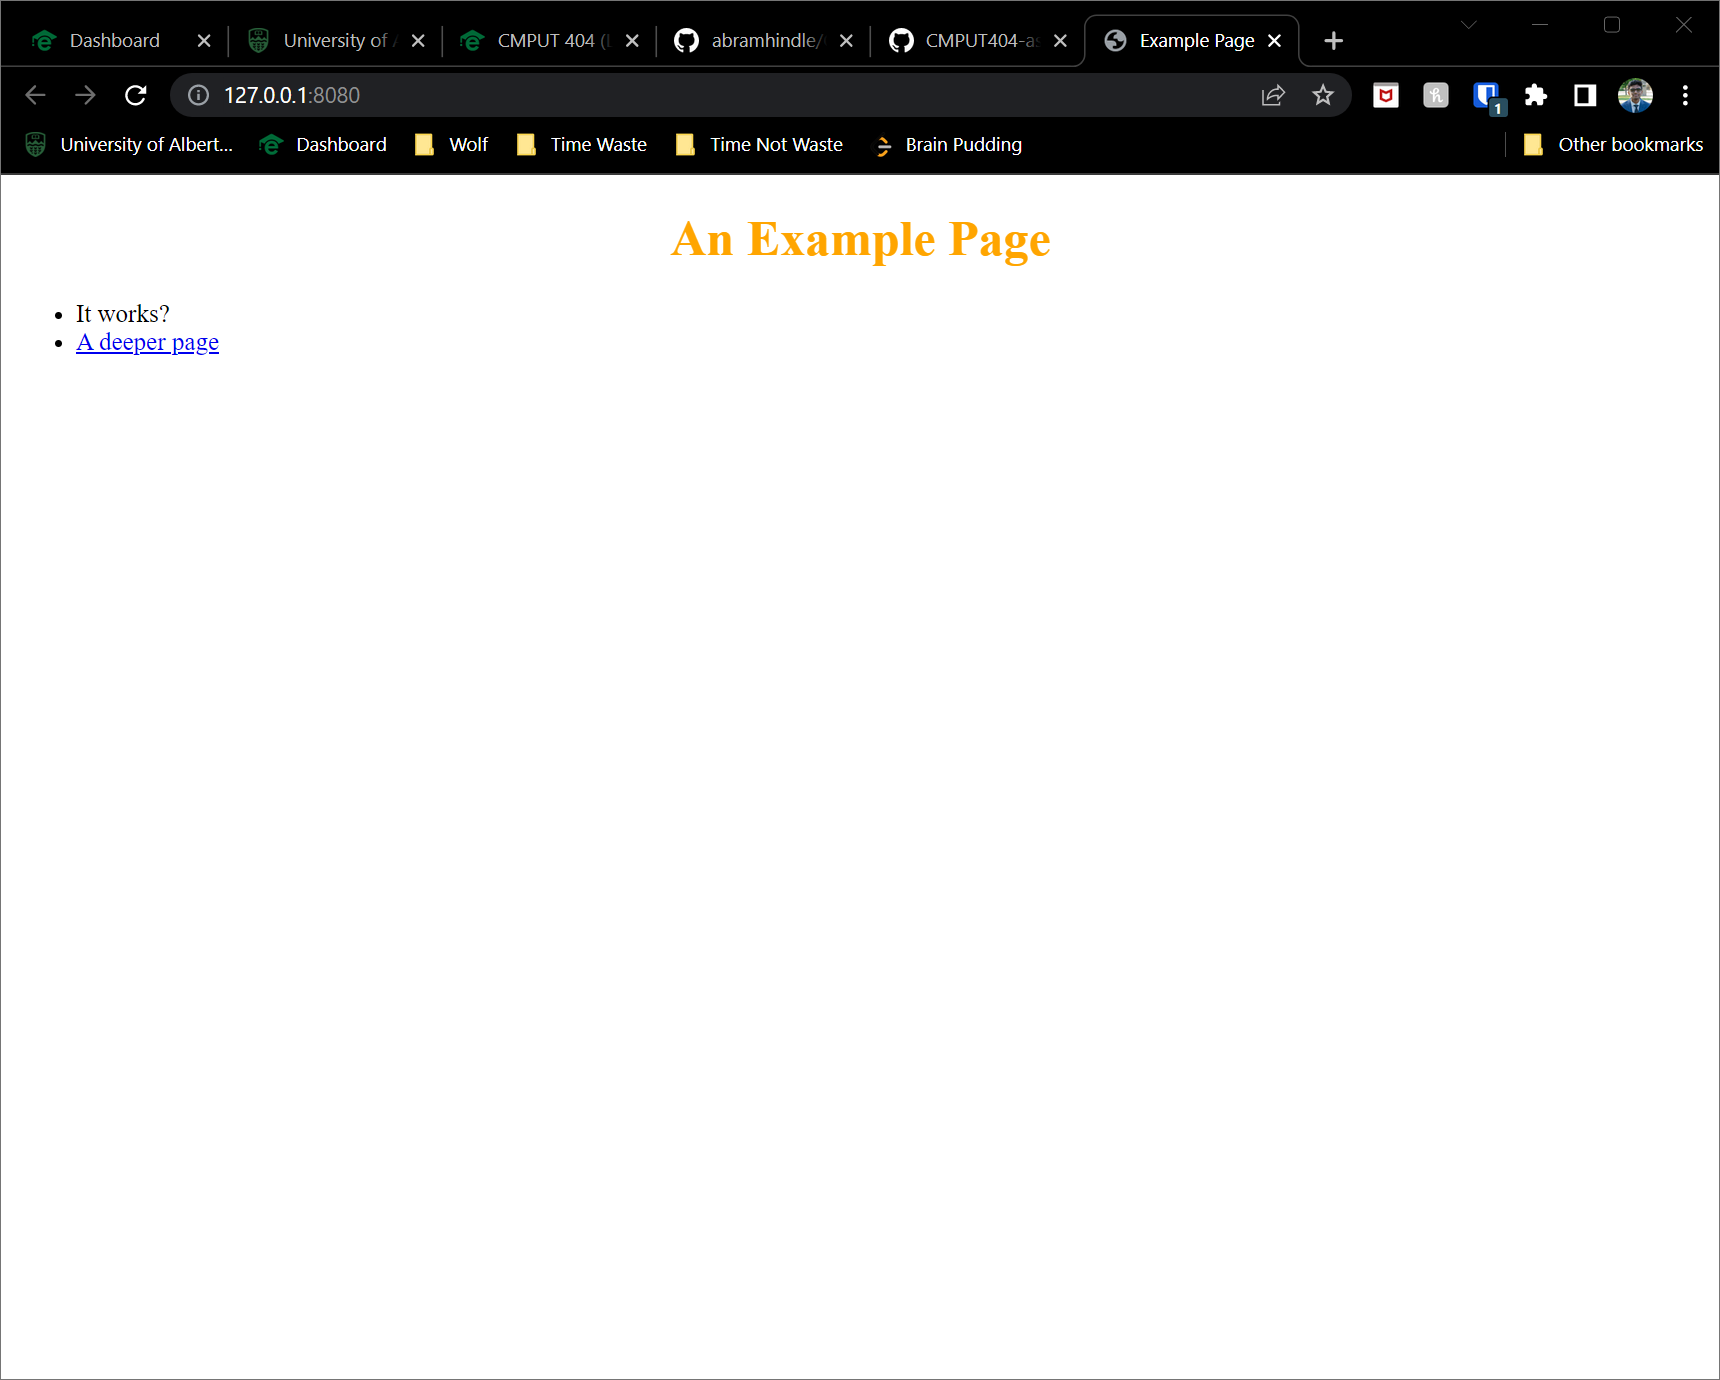 Dashboard University of CMPUT 404 abramhindle/ CMPUT404-as Example Page
127.0.0.1:8080
1
University of Albert... Dashboard Wolf Time Waste Time Not Waste Brain Pudding Other bookmarks
An Example Page
It works?
A deeper page